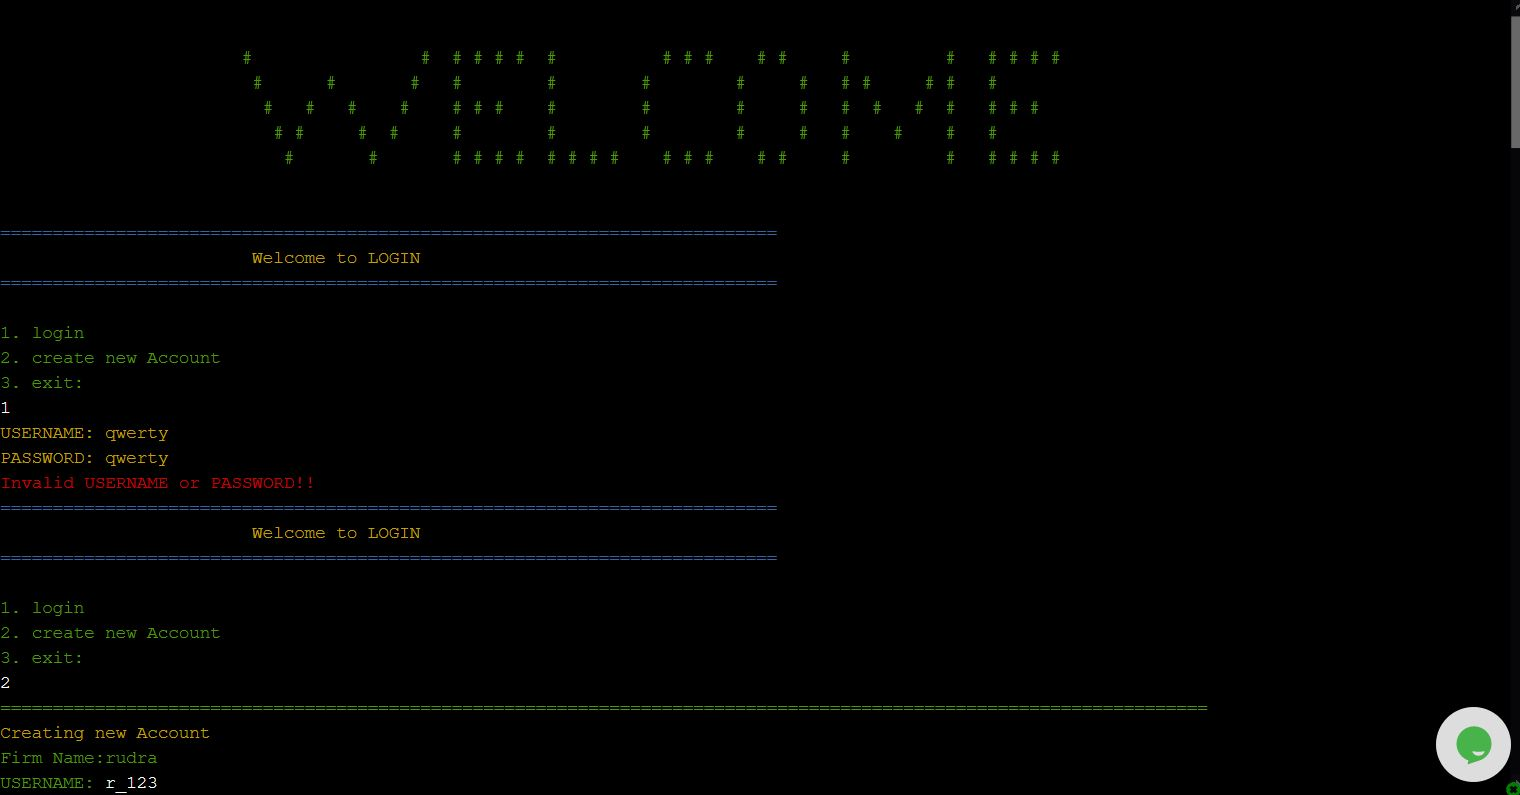 WELCOME
==========================================================================
Welcome to LOGIN
==========================================================================
1. login
2. create new Account
3. exit:
1
USERNAME: qwerty
PASSWORD: qwerty
Invalid USERNAME or PASSWORD!!
==========================================================================
Welcome to LOGIN
==========================================================================
1. login
2. create new Account
3. exit:
2
===================================================================================================================
Creating new Account
Firm Name:rudra
USERNAME: r_123